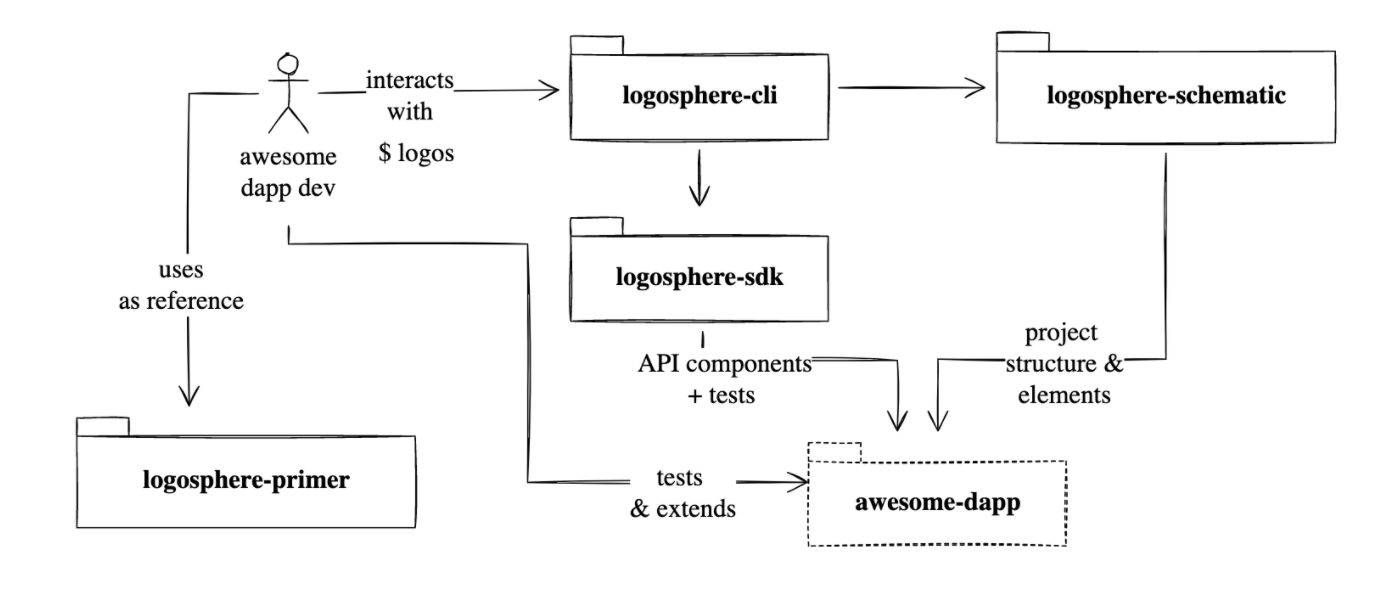 interacts
with
$ logos
logosphere-cli
logosphere-schematic
awesome
dapp dev
uses
as reference
logosphere-sdk
API components
+ tests
project
structure &
elements
logosphere-primer
tests
& extends
awesome-dapp